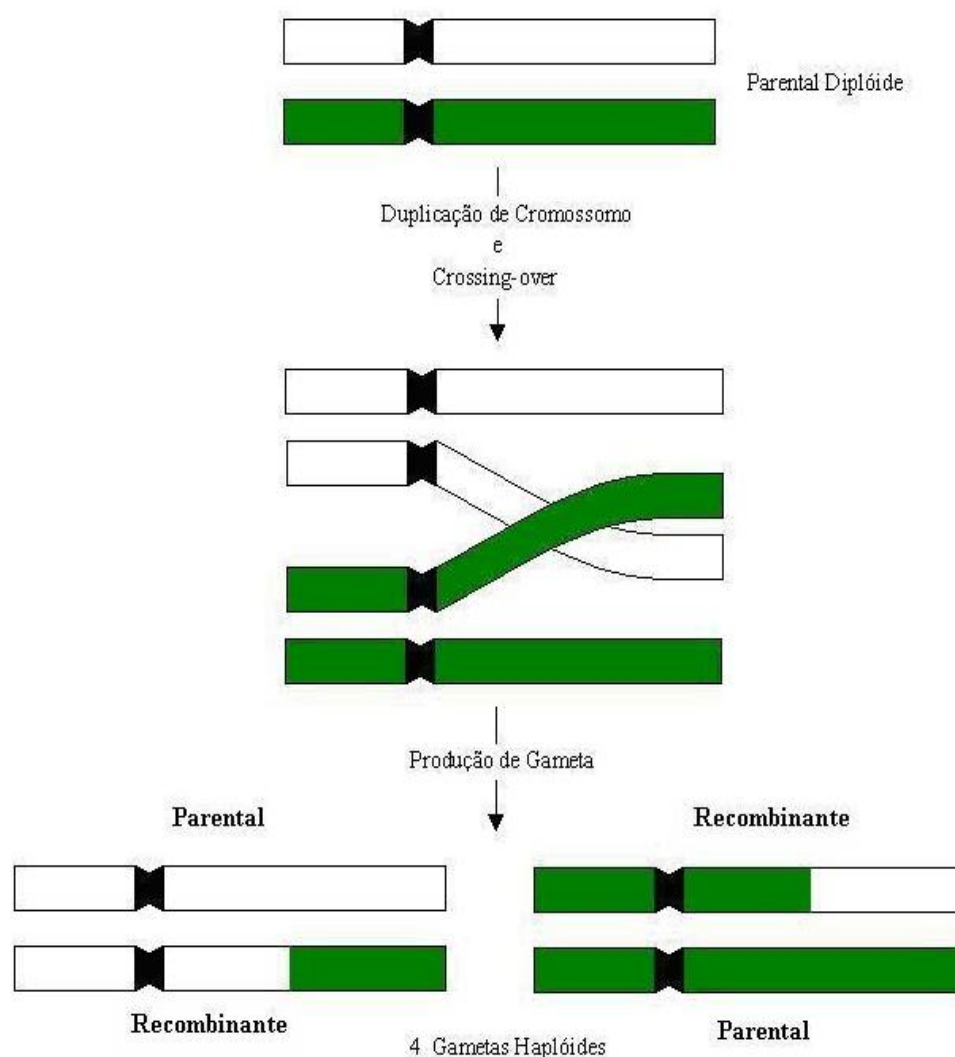 Parental Diplóide
Duplicação de Cromossomo
e
Crossing-over
Produção de Gameta
Parental
Recombinante
Recombinante
Parental
4 Gametas Haplóides